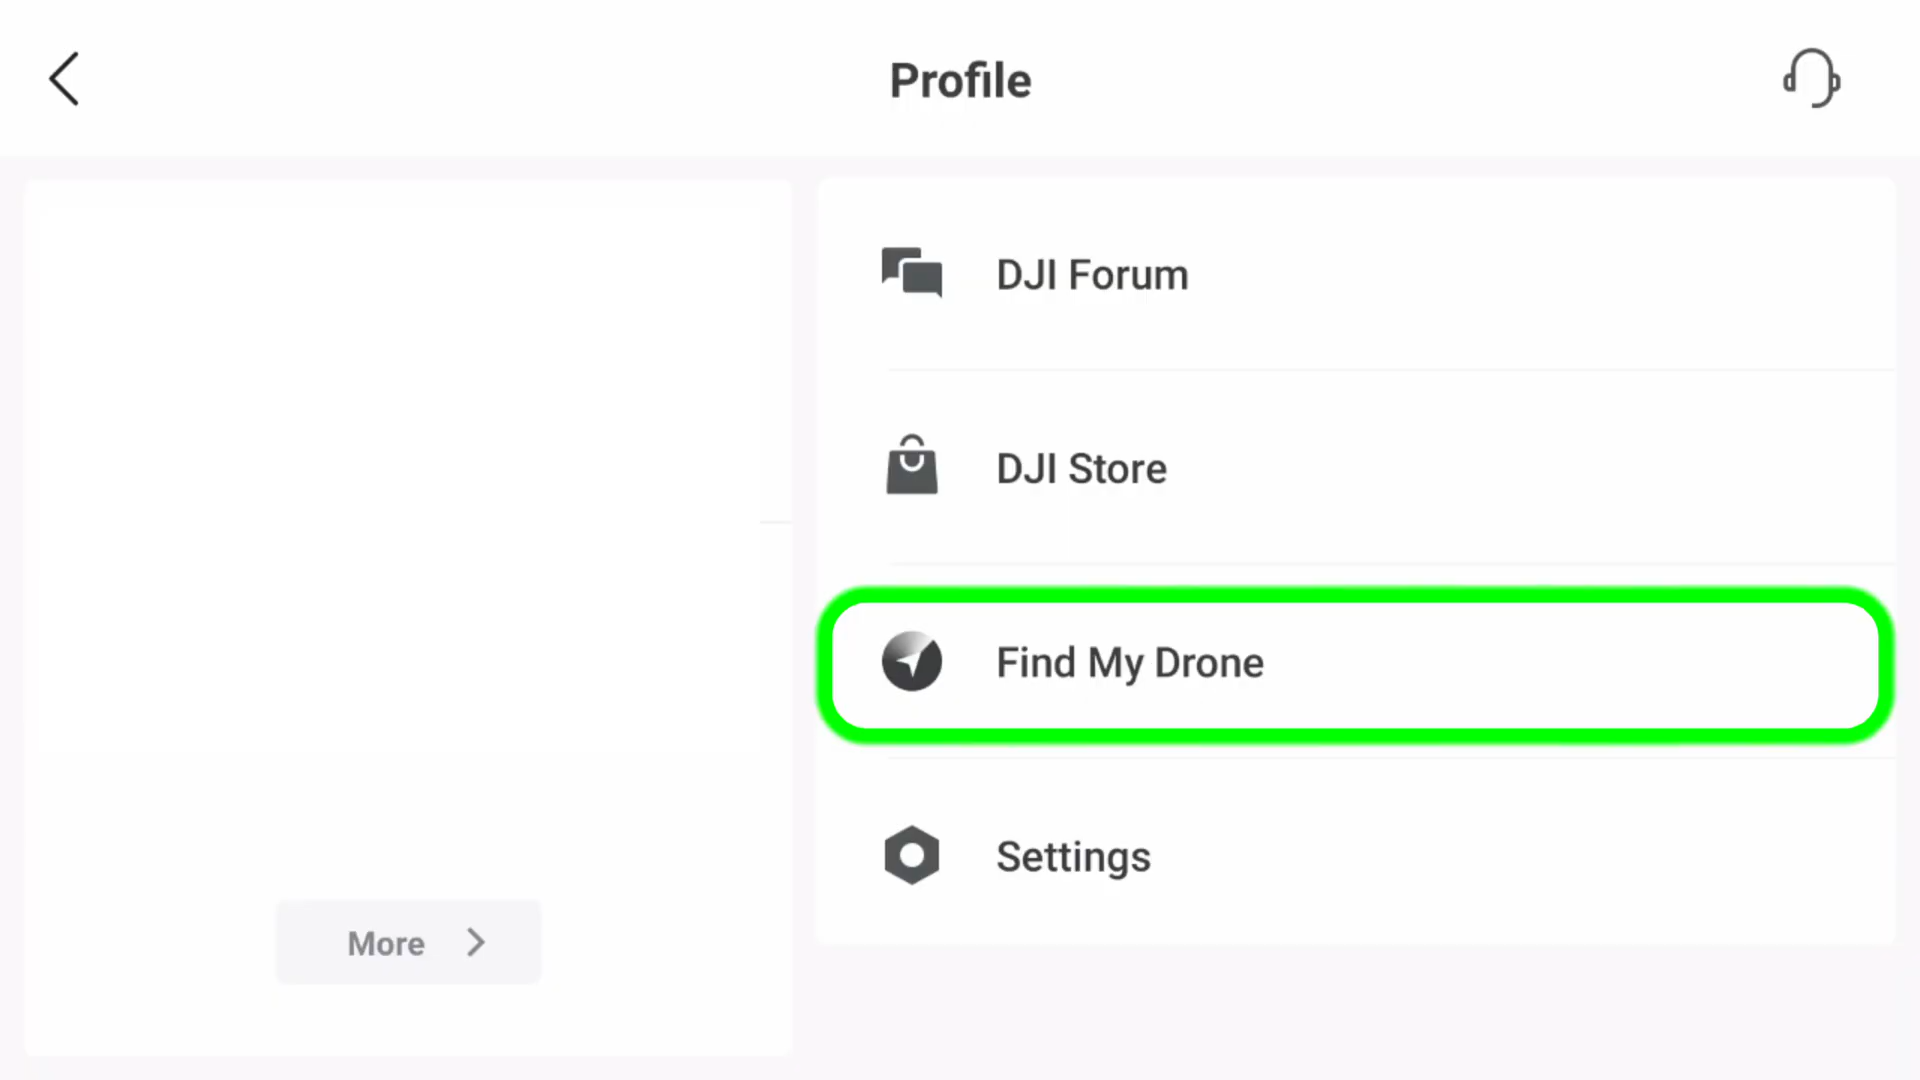 Profile
DJI Forum
DJI Store
Find My Drone
Settings
More